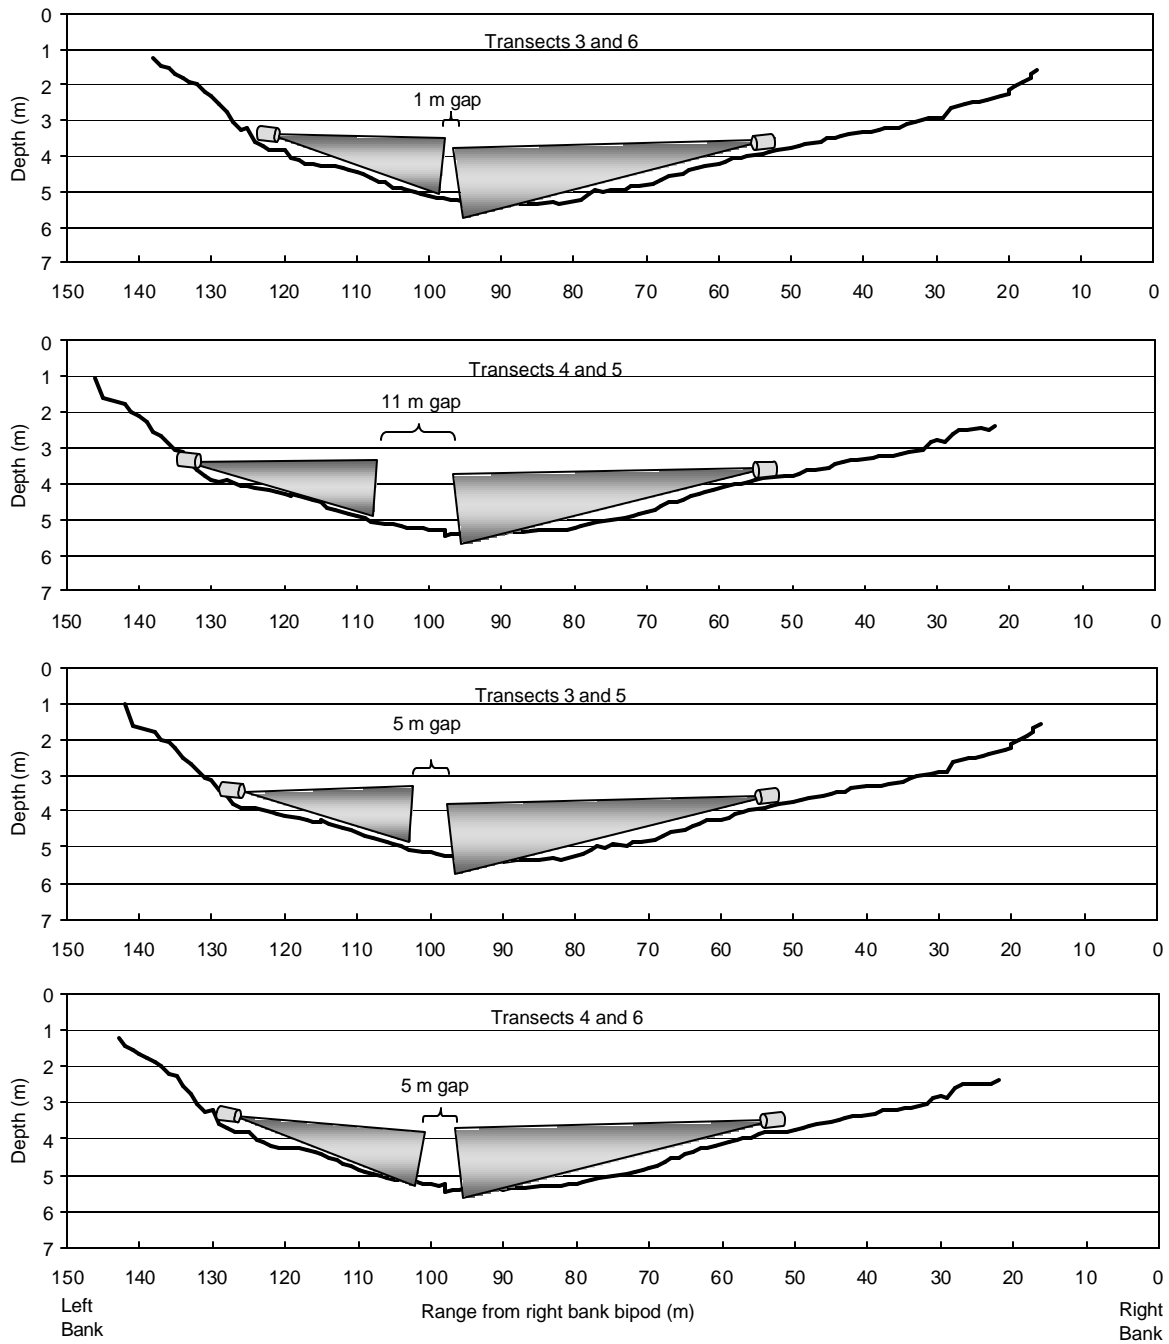 0
Transects 3 and 6
1
2
1 m gap
3
4
5
6
7
Depth (m)
150 140 130 120 110 100 90 80 70 60 50 40 30 20 10 0
0
Transects 4 and 5
1
11 m gap
2
3
4
5
6
7
Depth (m)
150 140 130 120 110 100 90 80 70 60 50 40 30 20 10 0
0
Transects 3 and 5
1
5 m gap
2
3
4
5
6
7
Depth (m)
150 140 130 120 110 100 90 80 70 60 50 40 30 20 10 0
0
Transects 4 and 6
1
2
5 m gap
3
4
5
6
7
Depth (m)
150 140 130 120 110 100 90 80 70 60 50 40 30 20 10 0
Left
Bank
Range from right bank bipod (m)
Right
Bank